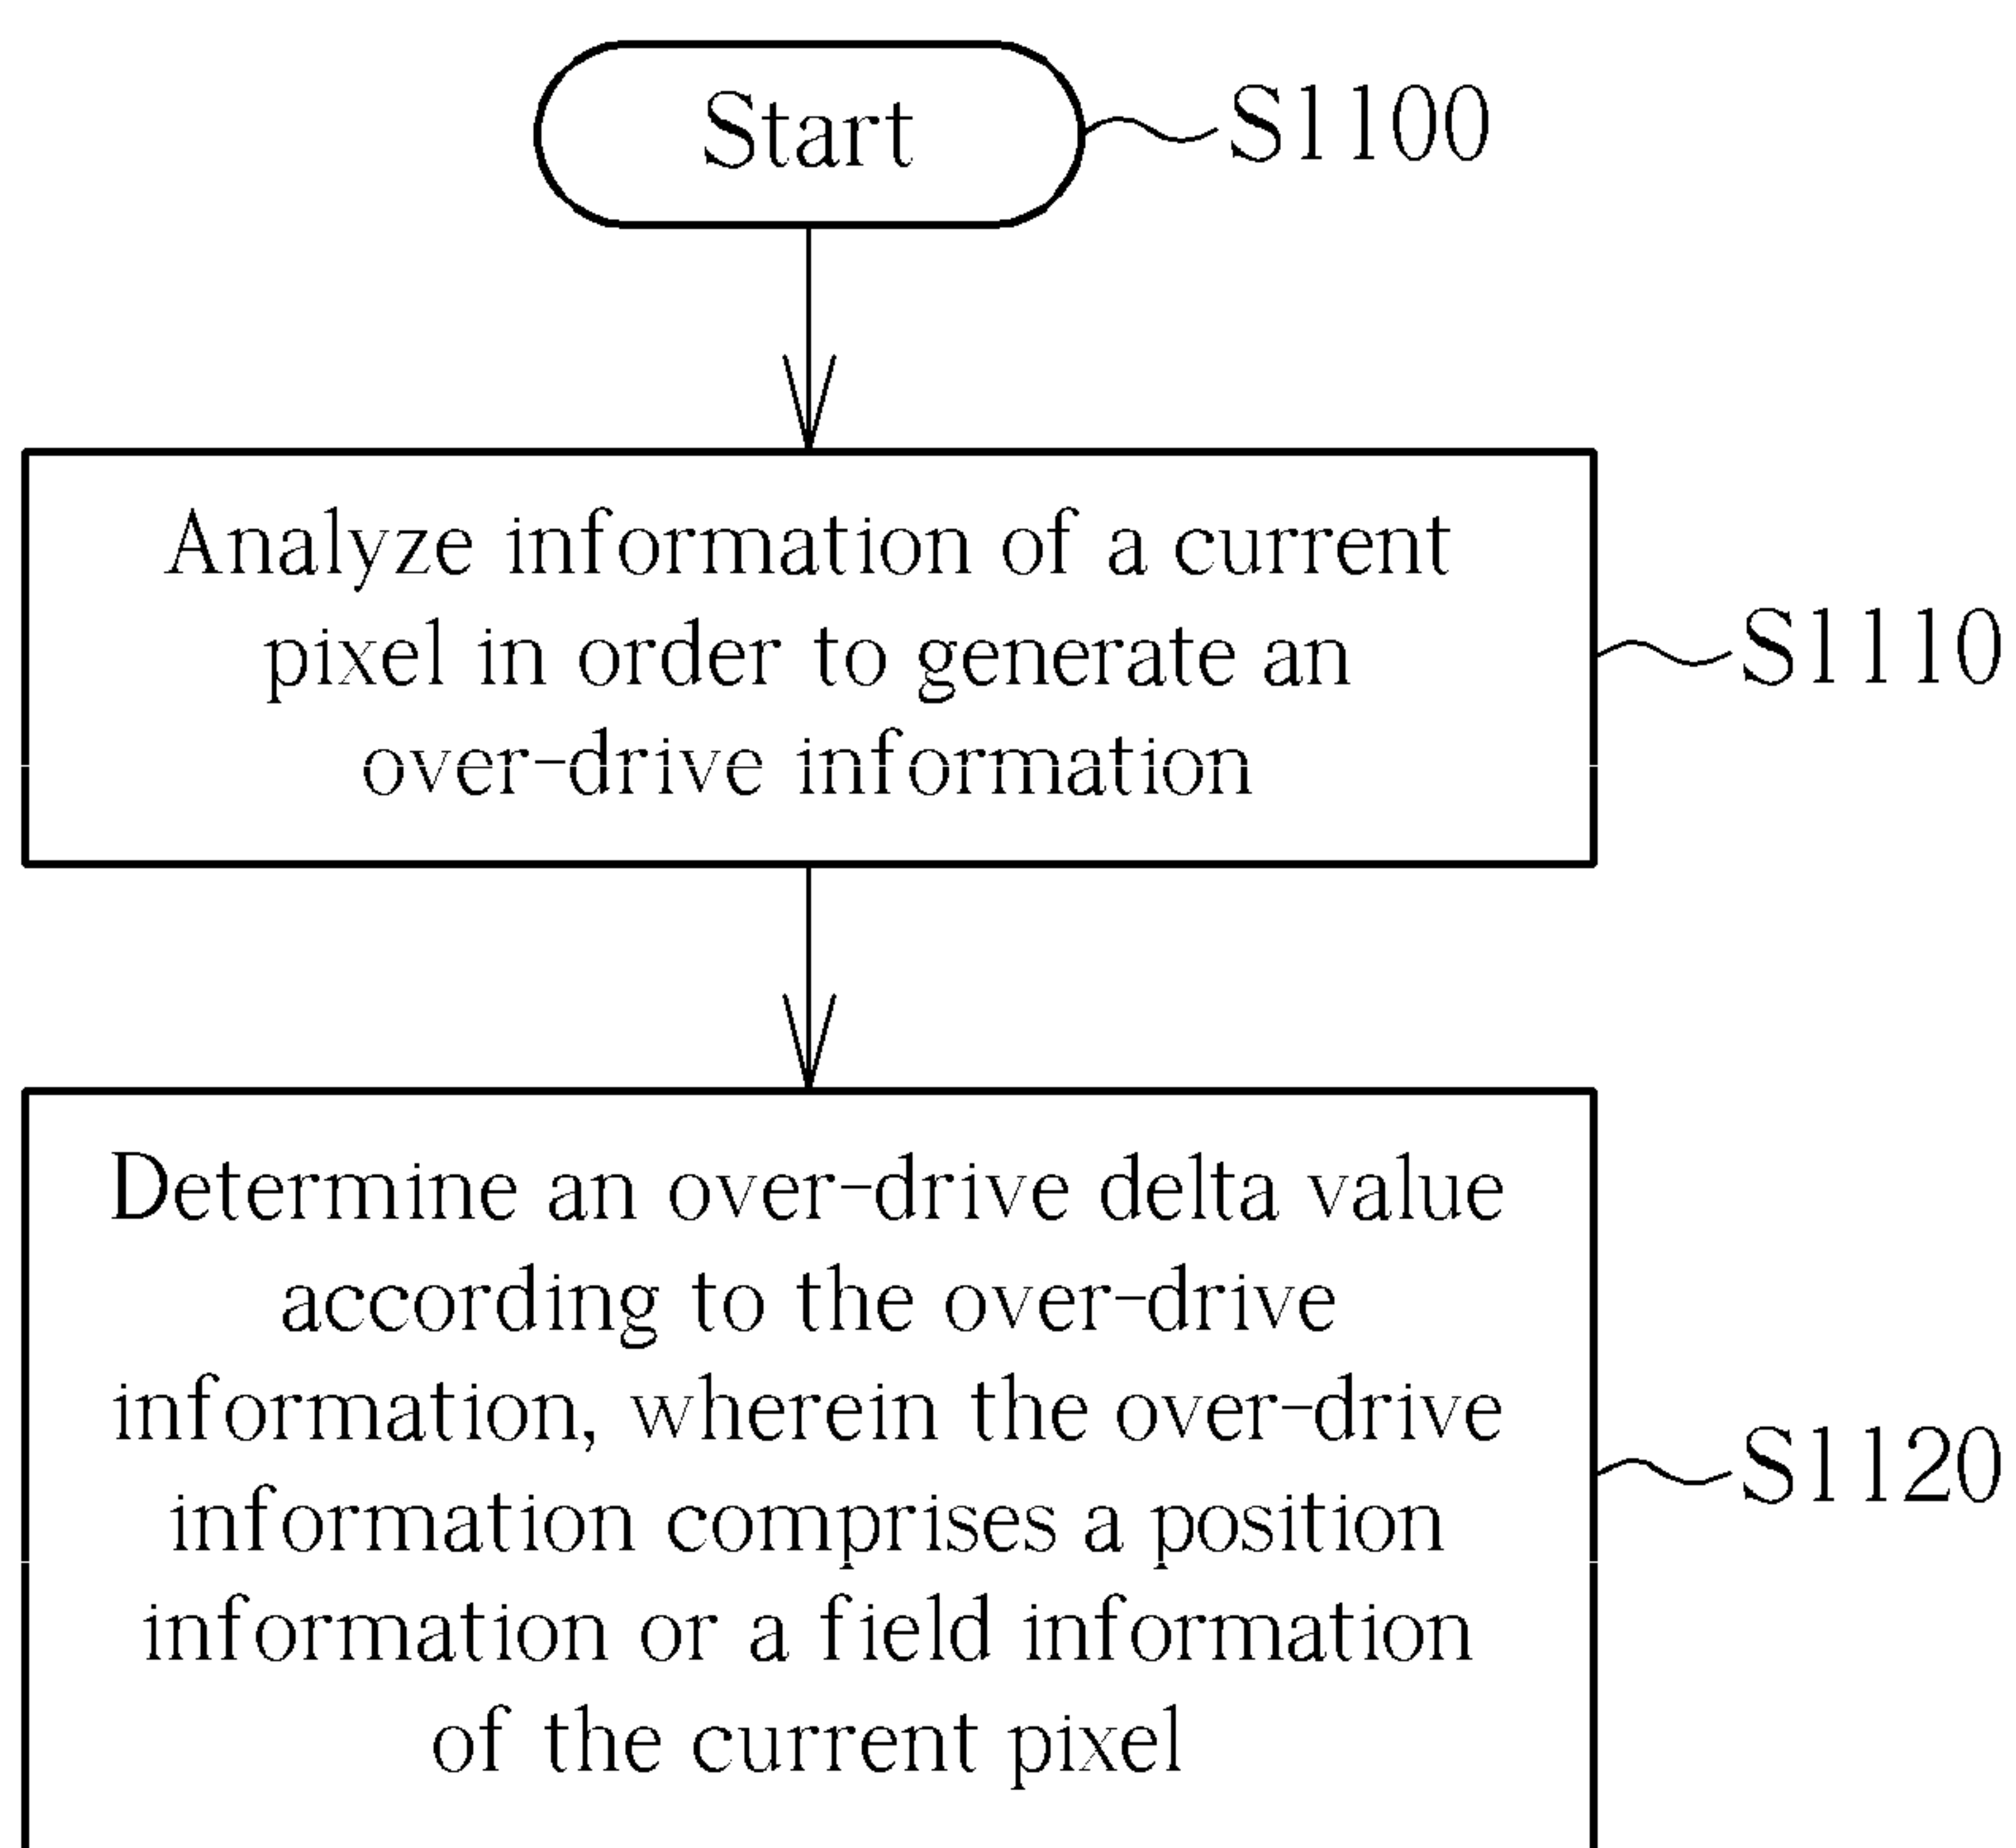 Start
S1100
Analyze information of a current
pixel in order to generate an
over-drive information
S1110
Determine an over-drive delta value
according to the over-drive
information, wherein the over-drive
information comprises a position
information or a field information
of the current pixel
S1120